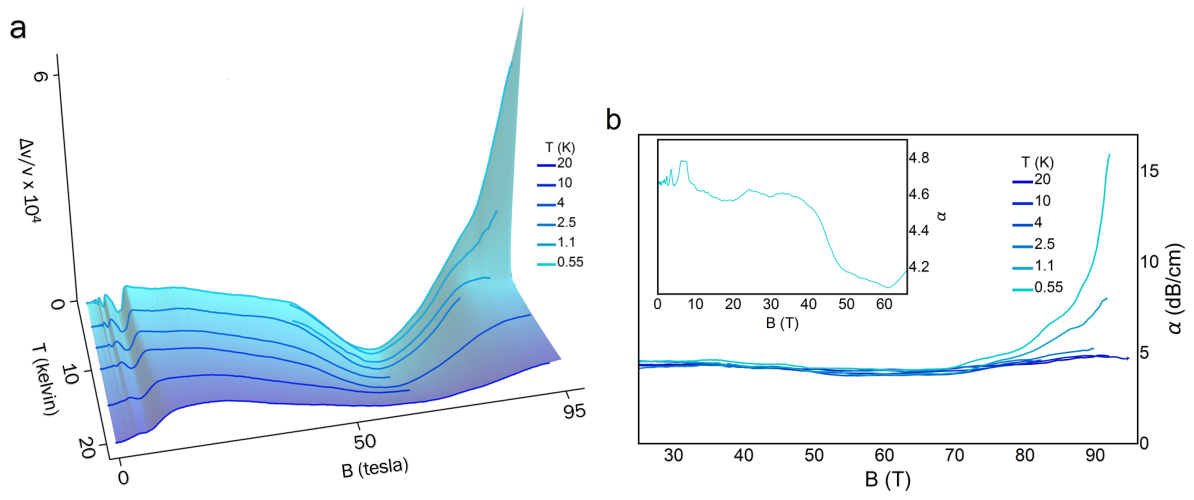 a
6
Δv/v x 10⁴
0
T (kelvin)
10
20
0
50
95
B (tesla)
T (K)
20
10
4
2.5
1.1
0.55
b
4.8
4.6
4.4
4.2
α
0 10 20 30 40 50 60
B (T)
T (K)
20
10
4
2.5
1.1
0.55
15
10
5
0
α (dB/cm)
30 40 50 60 70 80 90
B (T)